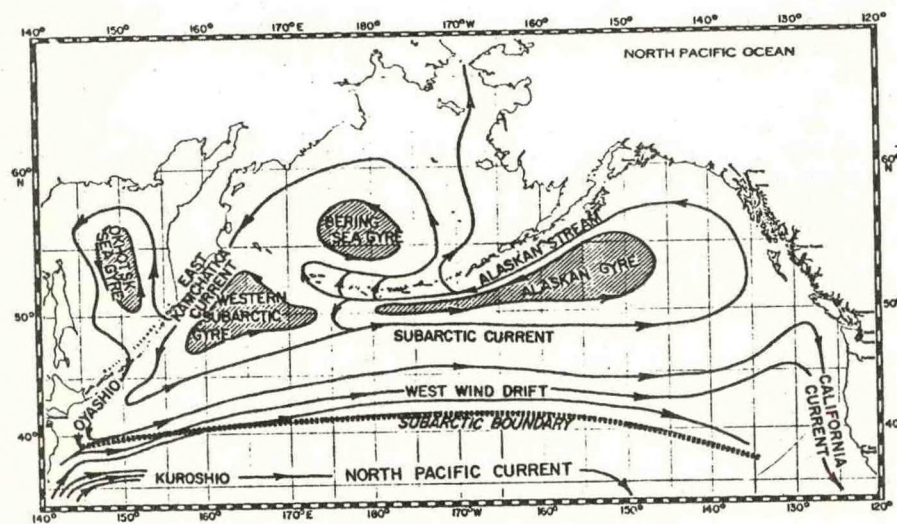 140° 150° 160° 170°E 180° 170°W 160° 150° 140° 130° 120°
NORTH PACIFIC OCEAN
60°
N
60°
N
BERING
SEA GYRE
OKHOTSK
SEA GYRE
EAST
KAMCHATKA
CURRENT
ALASKAN STREAM
ALASKAN GYRE
WESTERN
SUBARCTIC
GYRE
50°
50°
SUBARCTIC CURRENT
OYASHIO
WEST WIND DRIFT
SUBARCTIC BOUNDARY
CALIFORNIA
CURRENT
40°
40°
KUROSHIO
NORTH PACIFIC CURRENT
140° 150° 160° 170°E 180° 170°W 160° 150° 140° 130° 120°